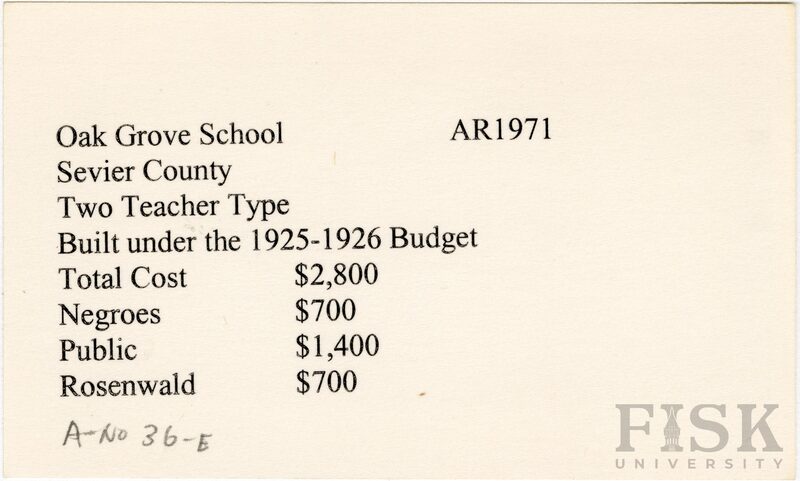 Oak Grove School AR1971
Sevier County
Two Teacher Type
Built under the 1925-1926 Budget
Total Cost $2,800
Negroes $700
Public $1,400
Rosenwald $700
A-No 36-E
FISK
UNIVERSITY